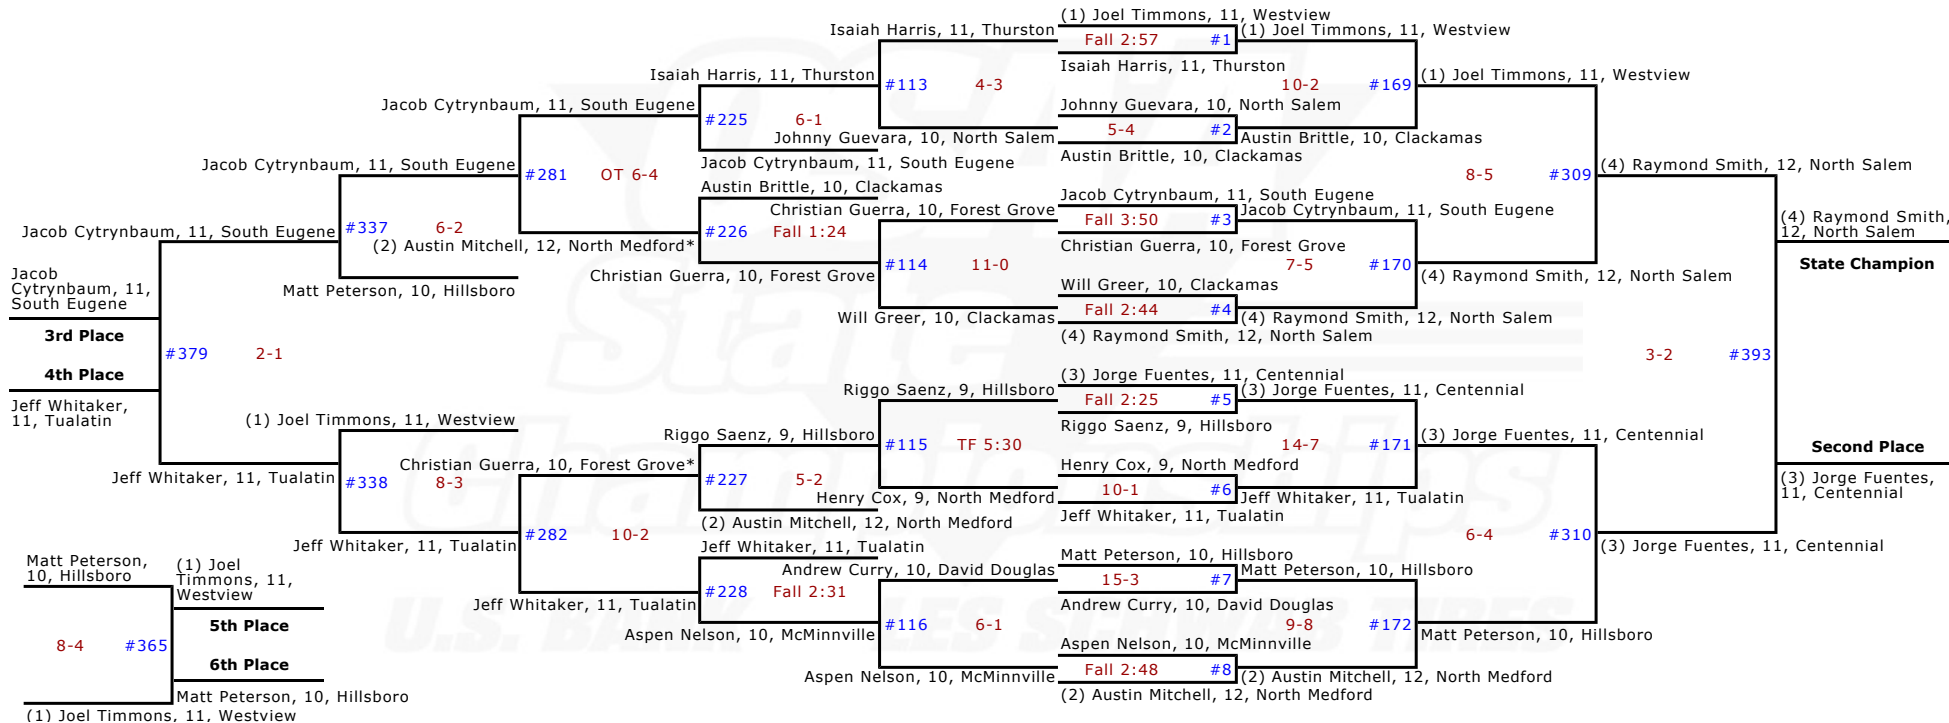 (1) Joel Timmons, 11, Westview
Isaiah Harris, 11, Thurston
Fall 2:57 #1
(1) Joel Timmons, 11, Westview
Isaiah Harris, 11, Thurston
Isaiah Harris, 11, Thurston
(1) Joel Timmons, 11, Westview
#113 4-3
10-2 #169
Jacob Cytrynbaum, 11, South Eugene
Johnny Guevara, 10, North Salem
#225 6-1
5-4 #2
Johnny Guevara, 10, North Salem
Austin Brittle, 10, Clackamas
Austin Brittle, 10, Clackamas
Jacob Cytrynbaum, 11, South Eugene
Jacob Cytrynbaum, 11, South Eugene
(4) Raymond Smith, 12, North Salem
#281 OT 6-4
8-5 #309
Austin Brittle, 10, Clackamas
Jacob Cytrynbaum, 11, South Eugene
Christian Guerra, 10, Forest Grove
Fall 3:50 #3
Jacob Cytrynbaum, 11, South Eugene
(4) Raymond Smith,
12, North Salem
#337 6-2
Jacob Cytrynbaum, 11, South Eugene
#226 Fall 1:24
(2) Austin Mitchell, 12, North Medford*
Christian Guerra, 10, Forest Grove
State Champion
#114 11-0
7-5 #170
Jacob
Cytrynbaum, 11,
South Eugene
Christian Guerra, 10, Forest Grove
(4) Raymond Smith, 12, North Salem
Matt Peterson, 10, Hillsboro
Will Greer, 10, Clackamas
Fall 2:44 #4
Will Greer, 10, Clackamas
(4) Raymond Smith, 12, North Salem
3rd Place
(4) Raymond Smith, 12, North Salem
#379 2-1
3-2 #393
4th Place
(3) Jorge Fuentes, 11, Centennial
Riggo Saenz, 9, Hillsboro
Fall 2:25 #5
(3) Jorge Fuentes, 11, Centennial
Jeff Whitaker,
11, Tualatin
(1) Joel Timmons, 11, Westview
Riggo Saenz, 9, Hillsboro
Riggo Saenz, 9, Hillsboro
(3) Jorge Fuentes, 11, Centennial
#115 TF 5:30
14-7 #171
Second Place
Christian Guerra, 10, Forest Grove*
Henry Cox, 9, North Medford
Jeff Whitaker, 11, Tualatin
#338 8-3
#227 5-2
10-1 #6
(3) Jorge Fuentes,
11, Centennial
Henry Cox, 9, North Medford
Jeff Whitaker, 11, Tualatin
Jeff Whitaker, 11, Tualatin
(2) Austin Mitchell, 12, North Medford
#282 10-2
6-4 #310
Jeff Whitaker, 11, Tualatin
Jeff Whitaker, 11, Tualatin
(3) Jorge Fuentes, 11, Centennial
Matt Peterson, 10, Hillsboro
Matt Peterson,
10, Hillsboro
(1) Joel
Timmons, 11,
Westview
Andrew Curry, 10, David Douglas
15-3 #7
Matt Peterson, 10, Hillsboro
#228 Fall 2:31
Jeff Whitaker, 11, Tualatin
Andrew Curry, 10, David Douglas
5th Place
#116 6-1
9-8 #172
Aspen Nelson, 10, McMinnville
Matt Peterson, 10, Hillsboro
8-4 #365
Aspen Nelson, 10, McMinnville
6th Place
Fall 2:48 #8
Aspen Nelson, 10, McMinnville
(2) Austin Mitchell, 12, North Medford
Matt Peterson, 10, Hillsboro
(2) Austin Mitchell, 12, North Medford
(1) Joel Timmons, 11, Westview
OSAA
State
Championships
U.S. BANK LES SCHWAB TIRES